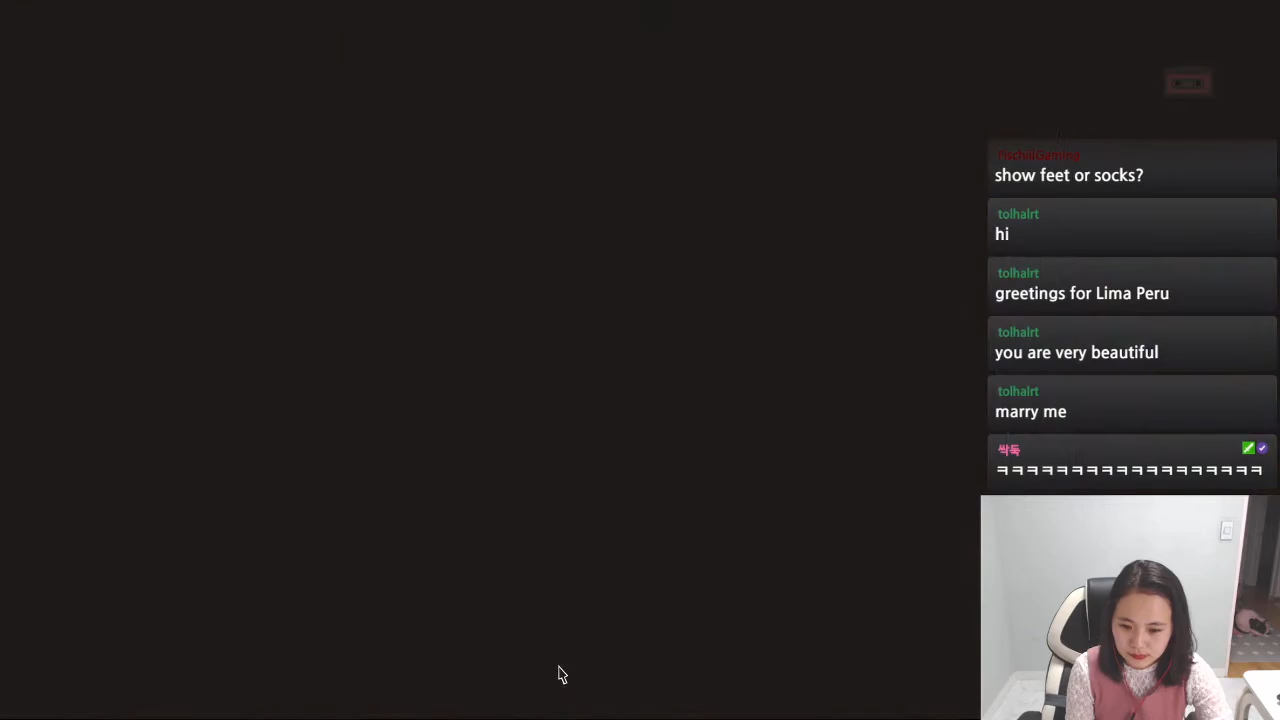 show feet or socks?
tolhalrt
hi
tolhalrt
greetings for Lima Peru
tolhalrt
you are very beautiful
tolhalrt
marry me
싹둑
ㅋㅋㅋㅋㅋㅋㅋㅋㅋㅋㅋㅋㅋㅋㅋㅋㅋㅋ